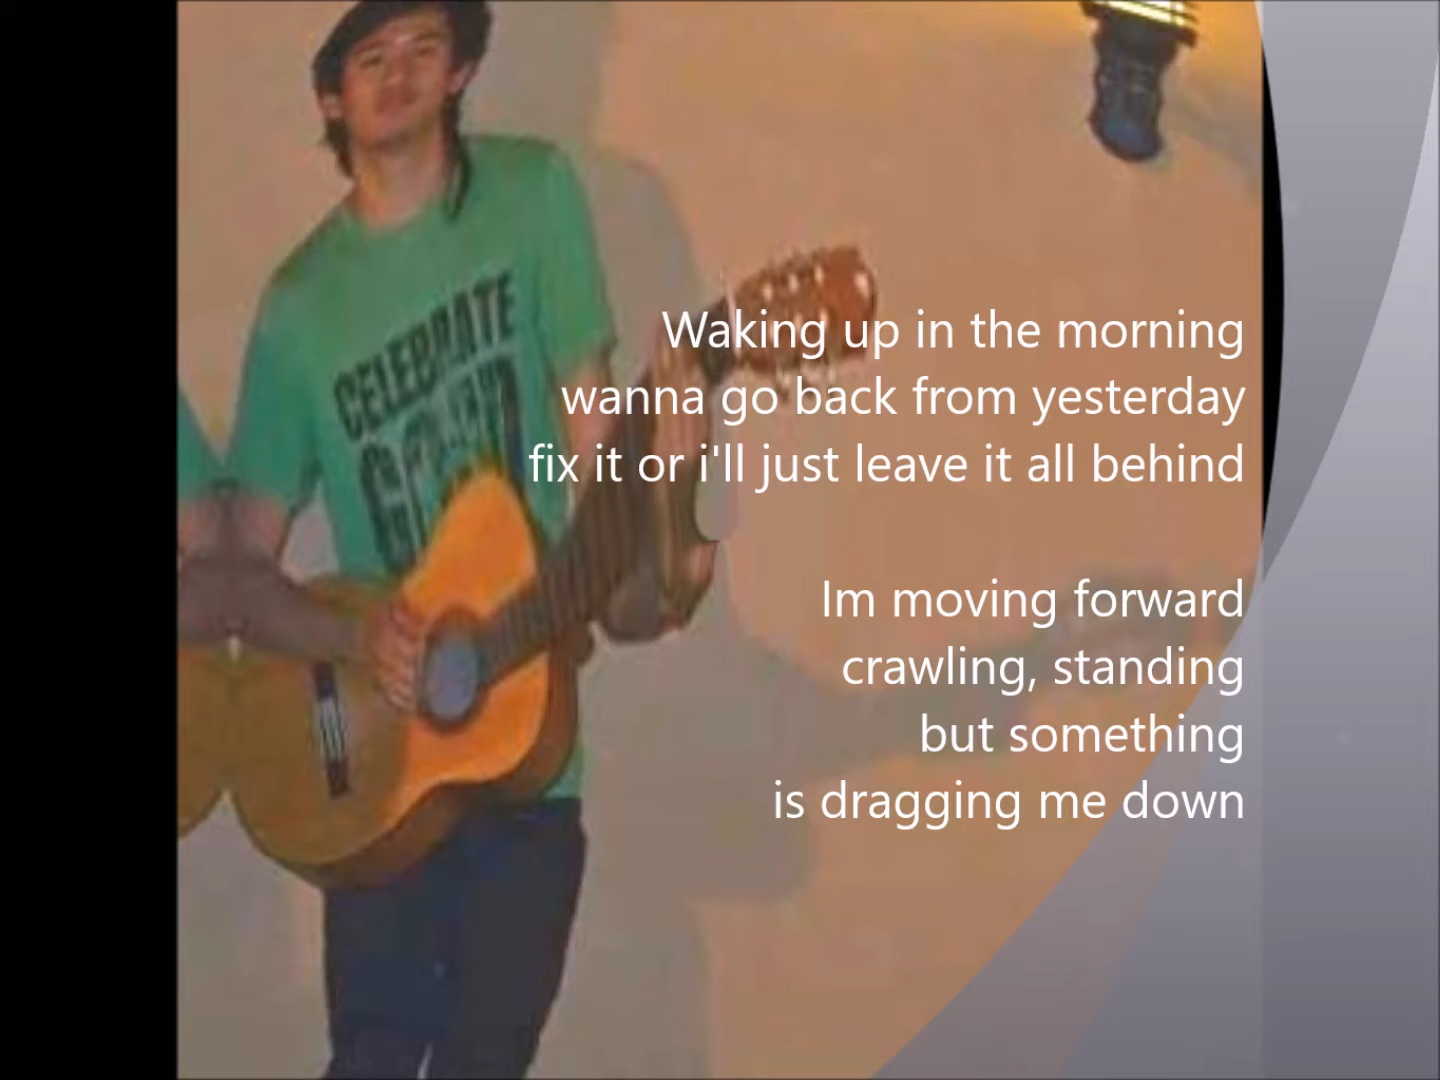 CELEBRATE
Waking up in the morning
wanna go back from yesterday
fix it or i'll just leave it all behind
Im moving forward
crawling, standing
but something
is dragging me down